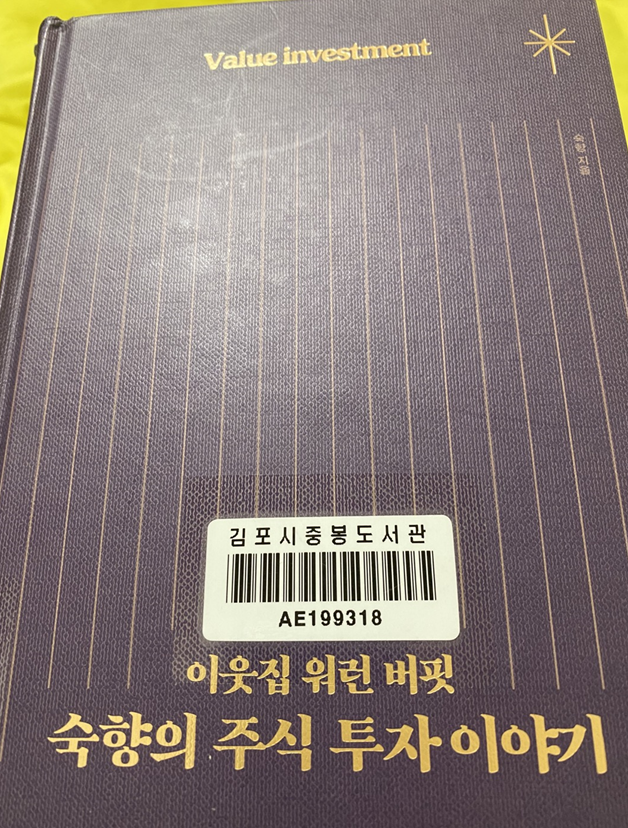 Value investment
숙향 지음
김포시중봉도서관
AE199318
이웃집 워런 버핏
숙향의 주식 투자 이야기